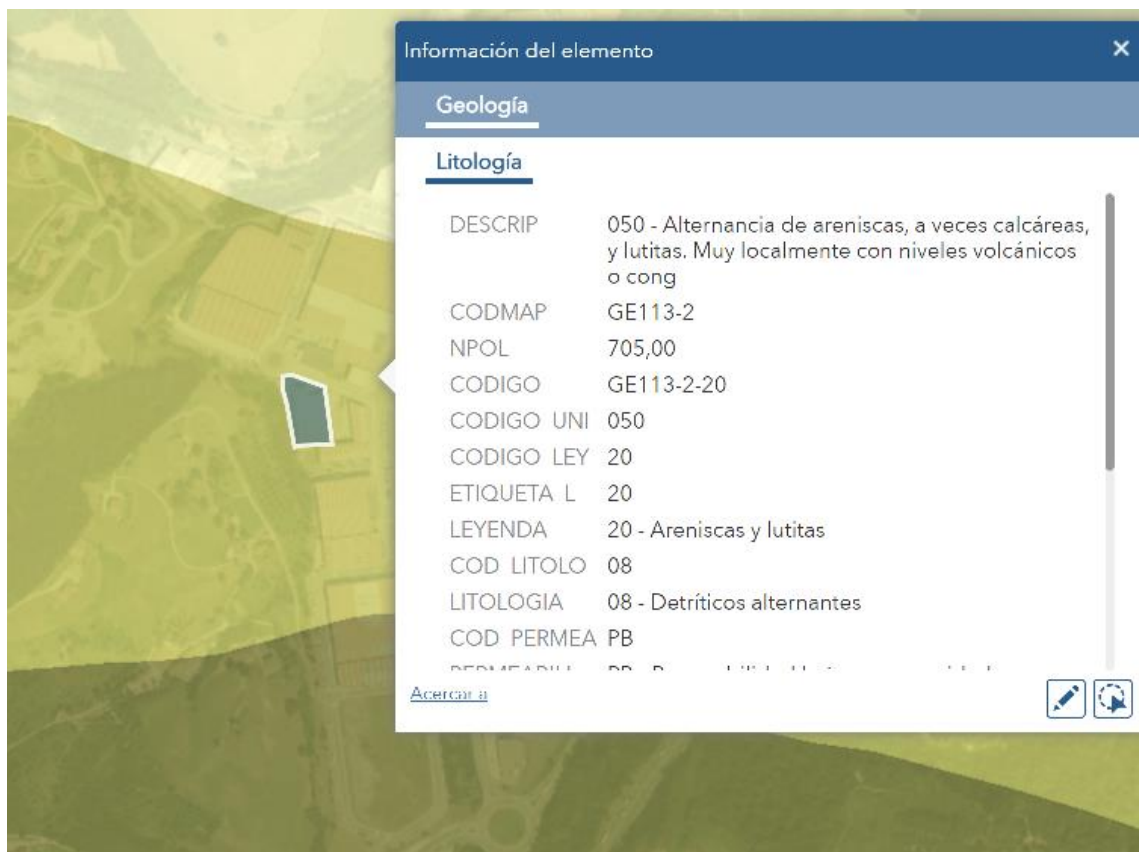 Información del elemento
Geología
Litología
DESCRIP 050 - Alternancia de areniscas, a veces calcáreas,
y lutitas. Muy localmente con niveles volcánicos
o cong
CODMAP GE113-2
NPOL 705,00
CODIGO GE113-2-20
CODIGO UNI 050
CODIGO LEY 20
ETIQUETA L 20
LEYENDA 20 - Areniscas y lutitas
COD LITOLO 08
LITOLOGIA 08 - Detríticos alternantes
COD PERMEA PB
Acercar a